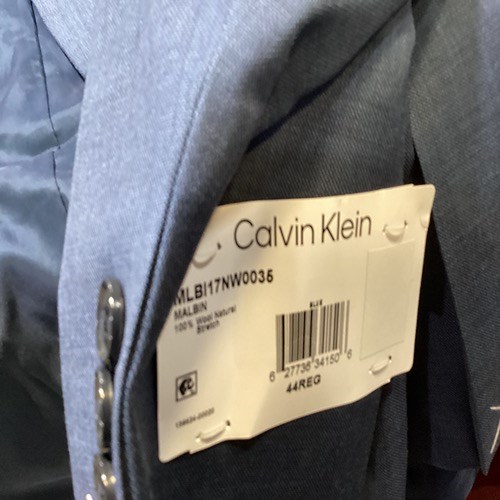 Calvin Klein
MLBI17NW0035
MALBIN
100% Wool Natural
Stretch
BLUE
6 27736 34150 6
44REG